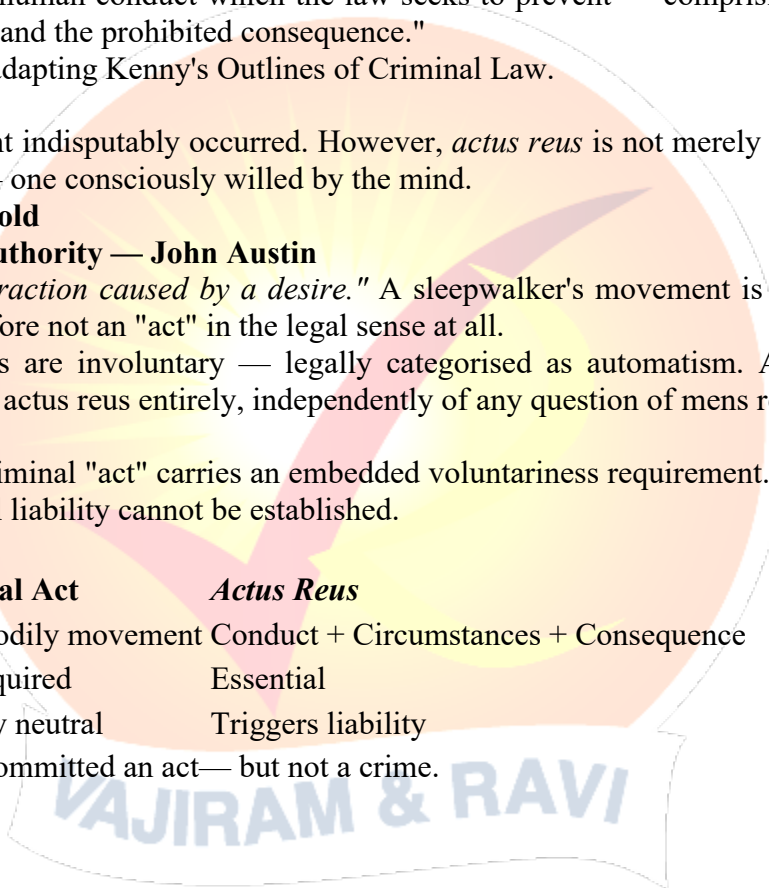 human conduct which the law seeks to prevent — compris
and the prohibited consequence."
dapting Kenny's Outlines of Criminal Law.
nt indisputably occurred. However, actus reus is not merely
one consciously willed by the mind.
old
uthority — John Austin
raction caused by a desire." A sleepwalker's movement is
fore not an "act" in the legal sense at all.
s are involuntary — legally categorised as automatism. A
actus reus entirely, independently of any question of mens r
iminal "act" carries an embedded voluntariness requirement.
l liability cannot be established.
al Act Actus Reus
odily movement Conduct + Circumstances + Consequence
quired Essential
y neutral Triggers liability
ommitted an act— but not a crime.
VAJIRAM & RAVI